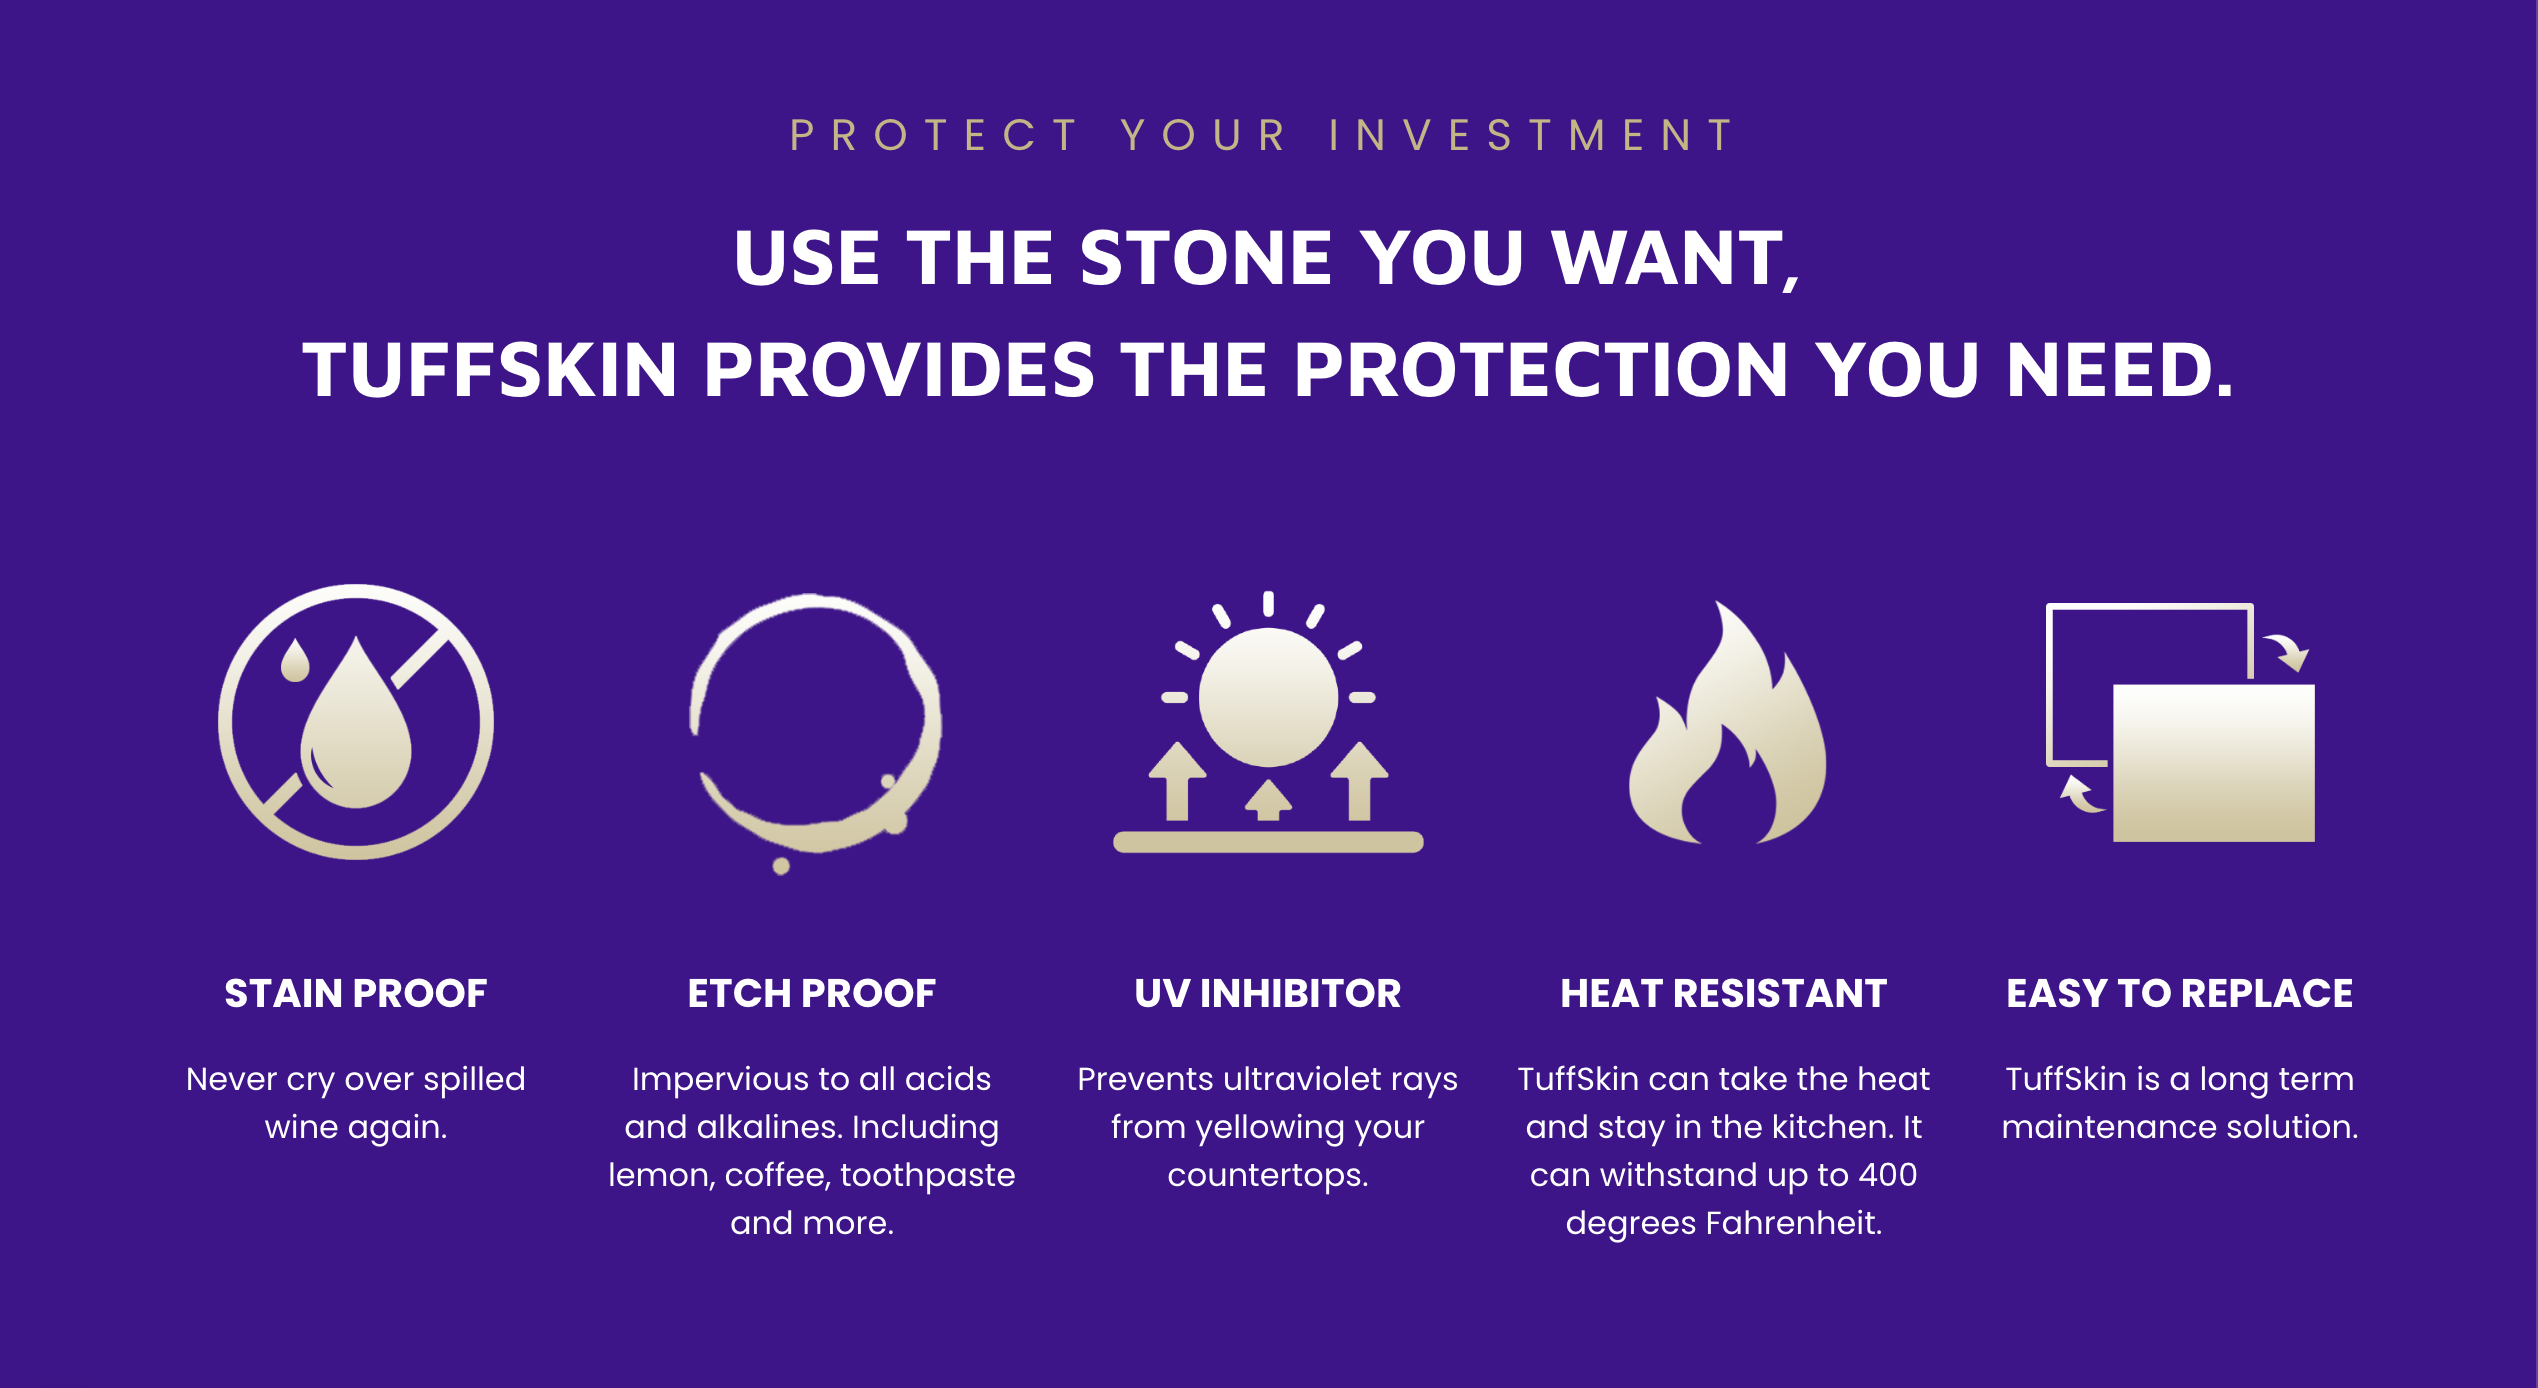 PROTECT YOUR INVESTMENT
USE THE STONE YOU WANT,
TUFFSKIN PROVIDES THE PROTECTION YOU NEED.
STAIN PROOF
Never cry over spilled
wine again.
ETCH PROOF
Impervious to all acids
and alkalines. Including
lemon, coffee, toothpaste
and more.
UV INHIBITOR
Prevents ultraviolet rays
from yellowing your
countertops.
HEAT RESISTANT
TuffSkin can take the heat
and stay in the kitchen. It
can withstand up to 400
degrees Fahrenheit.
EASY TO REPLACE
TuffSkin is a long term
maintenance solution.